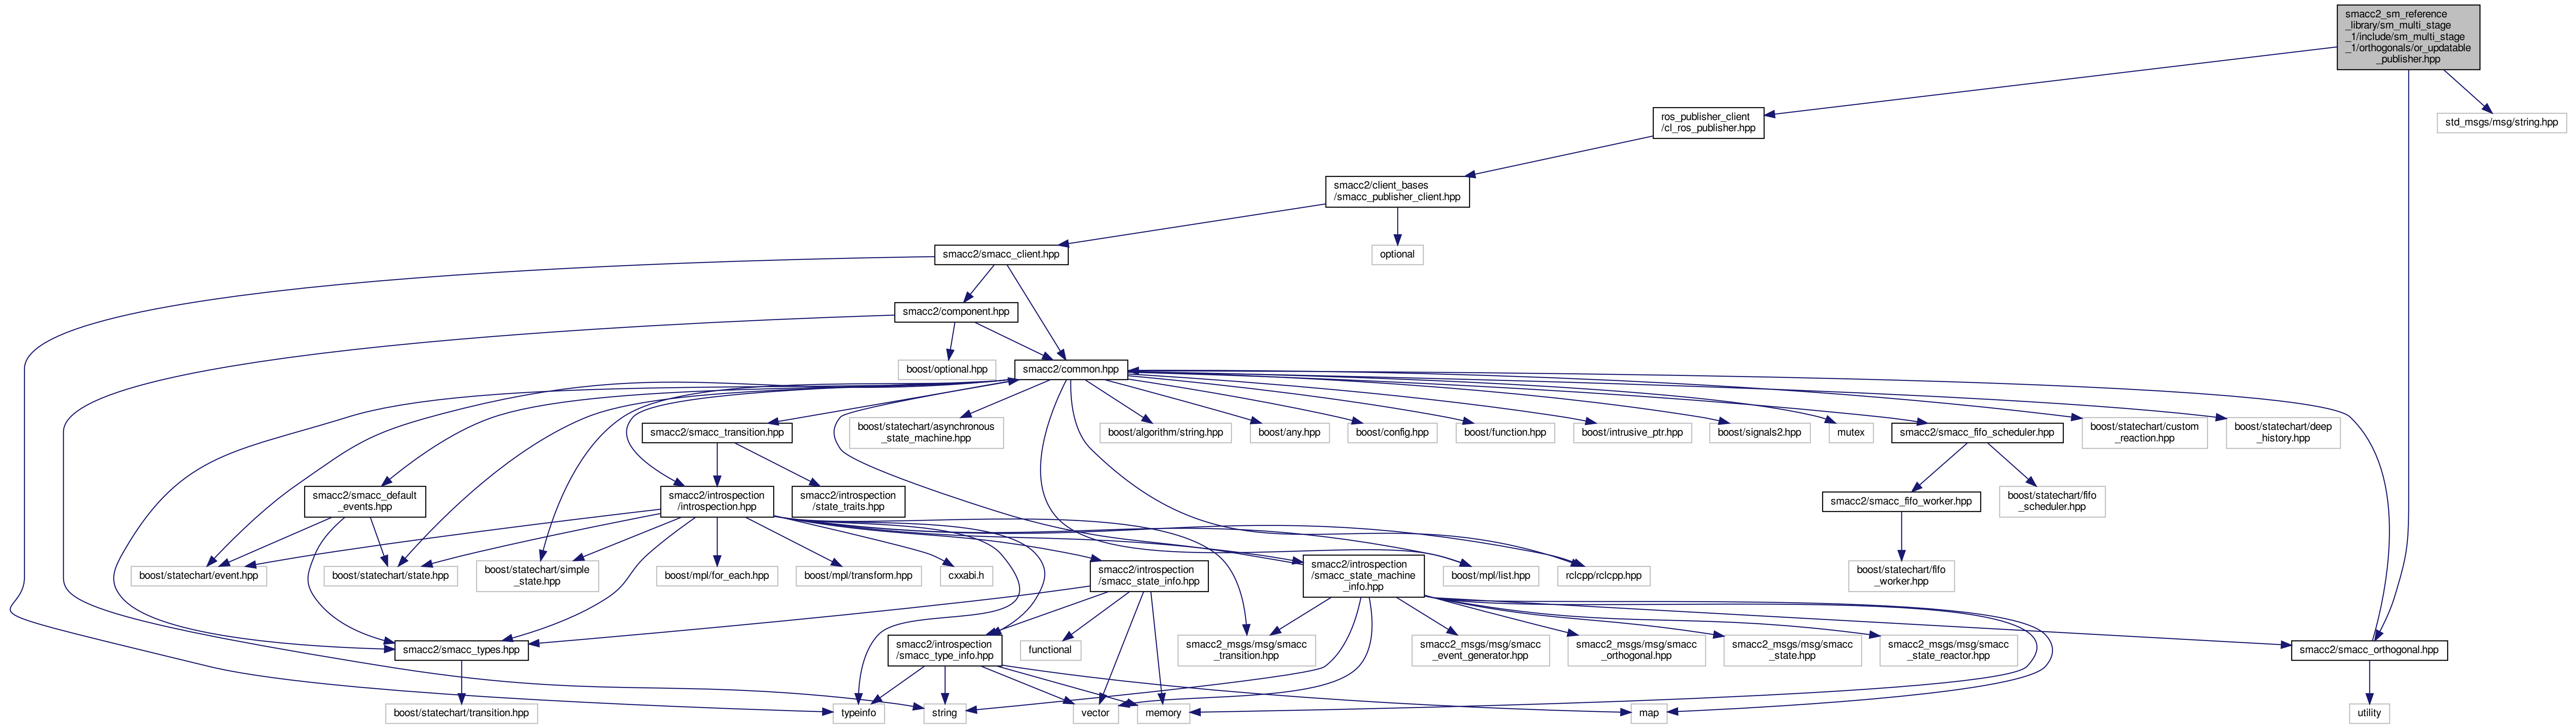 smacc2_sm_reference
_library/sm_multi_stage
_1/include/sm_multi_stage
_1/orthogonals/or_updatable
_publisher.hpp
ros_publisher_client
/cl_ros_publisher.hpp
std_msgs/msg/string.hpp
smacc2/client_bases
/smacc_publisher_client.hpp
smacc2/smacc_client.hpp
optional
smacc2/component.hpp
boost/optional.hpp
smacc2/common.hpp
smacc2/smacc_transition.hpp
boost/statechart/asynchronous
_state_machine.hpp
boost/algorithm/string.hpp
boost/any.hpp
boost/config.hpp
boost/function.hpp
boost/intrusive_ptr.hpp
boost/signals2.hpp
mutex
smacc2/smacc_fifo_scheduler.hpp
boost/statechart/custom
_reaction.hpp
boost/statechart/deep
_history.hpp
smacc2/smacc_default
_events.hpp
smacc2/introspection
/introspection.hpp
smacc2/introspection
/state_traits.hpp
smacc2/smacc_fifo_worker.hpp
boost/statechart/fifo
_scheduler.hpp
boost/statechart/event.hpp
boost/statechart/state.hpp
boost/statechart/simple
_state.hpp
boost/mpl/for_each.hpp
boost/mpl/transform.hpp
cxxabi.h
smacc2/introspection
/smacc_state_info.hpp
smacc2/introspection
/smacc_state_machine
_info.hpp
boost/mpl/list.hpp
rclcpp/rclcpp.hpp
boost/statechart/fifo
_worker.hpp
smacc2/smacc_types.hpp
smacc2/introspection
/smacc_type_info.hpp
functional
smacc2_msgs/msg/smacc
_transition.hpp
smacc2_msgs/msg/smacc
_event_generator.hpp
smacc2_msgs/msg/smacc
_orthogonal.hpp
smacc2_msgs/msg/smacc
_state.hpp
smacc2_msgs/msg/smacc
_state_reactor.hpp
smacc2/smacc_orthogonal.hpp
boost/statechart/transition.hpp
typeinfo
string
vector
memory
map
utility